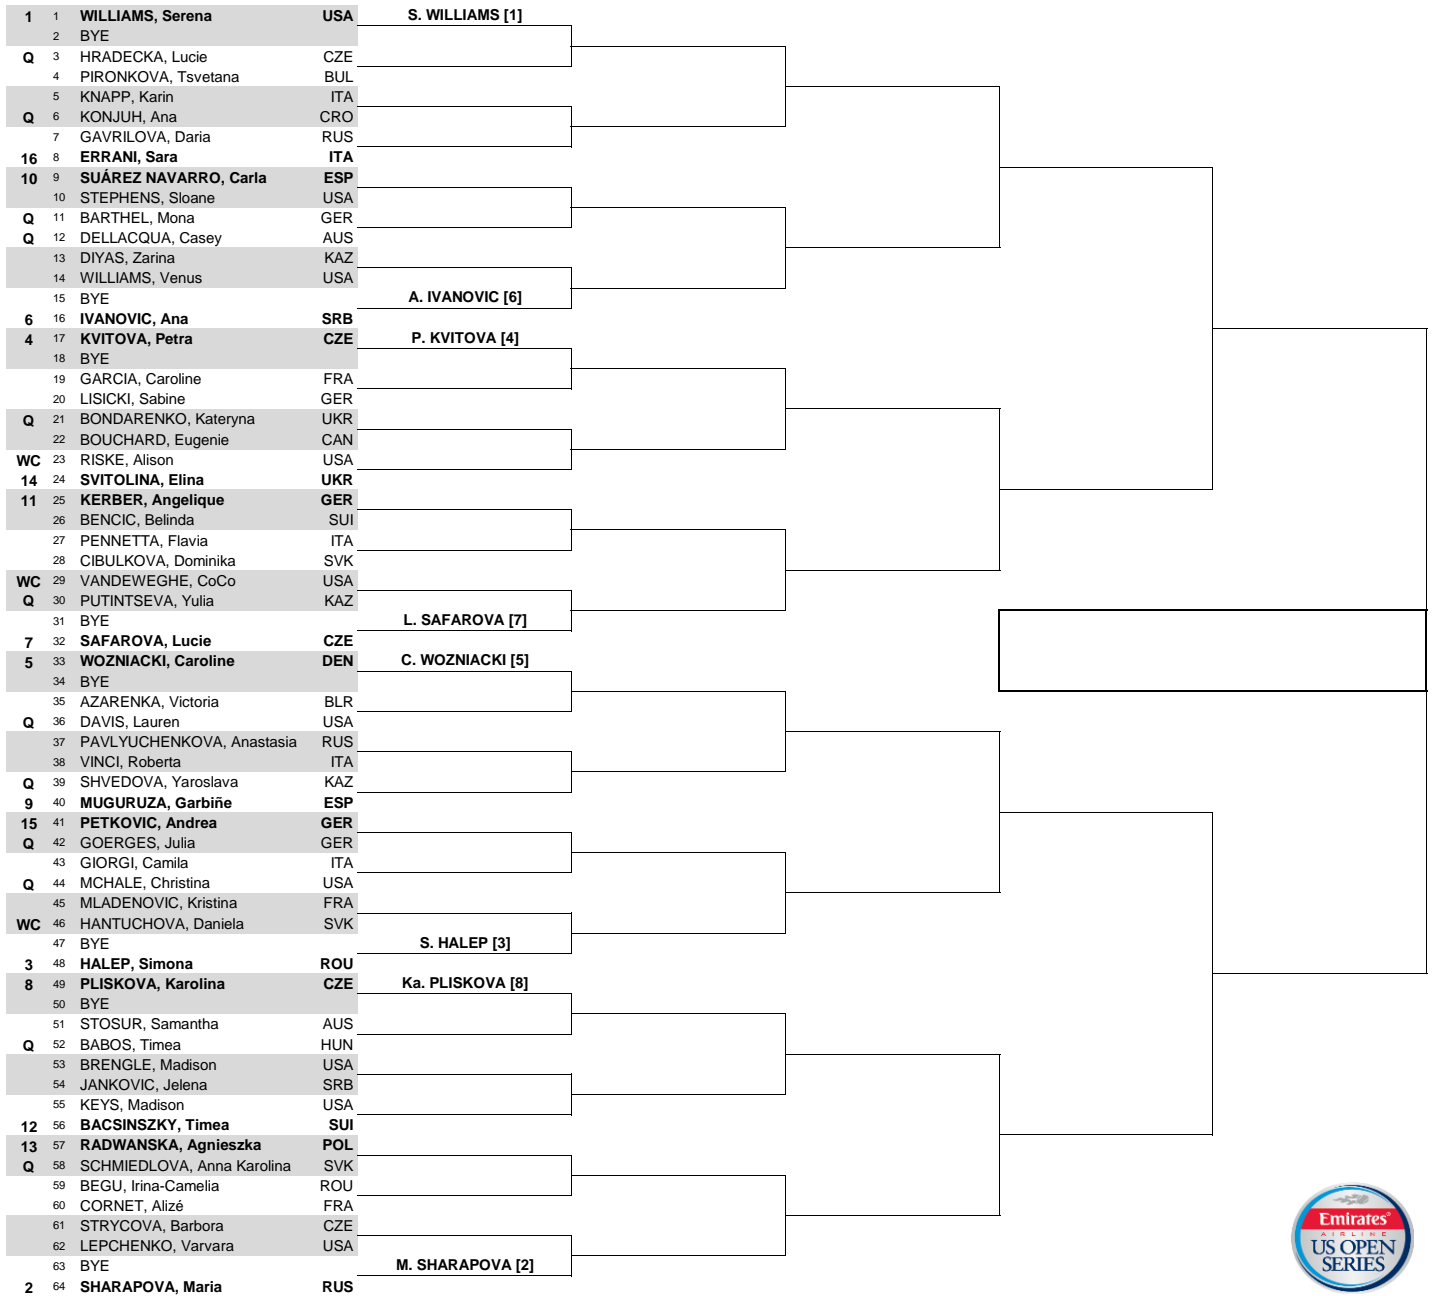 1 1 WILLIAMS, Serena USA S. WILLIAMS [1]
2 BYE
Q 3 HRADECKA, Lucie CZE
4 PIRONKOVA, Tsvetana BUL
5 KNAPP, Karin ITA
Q 6 KONJUH, Ana CRO
7 GAVRILOVA, Daria RUS
16 8 ERRANI, Sara ITA
10 9 SUÁREZ NAVARRO, Carla ESP
10 STEPHENS, Sloane USA
Q 11 BARTHEL, Mona GER
Q 12 DELLACQUA, Casey AUS
13 DIYAS, Zarina KAZ
14 WILLIAMS, Venus USA
15 BYE A. IVANOVIC [6]
6 16 IVANOVIC, Ana SRB
4 17 KVITOVA, Petra CZE P. KVITOVA [4]
18 BYE
19 GARCIA, Caroline FRA
20 LISICKI, Sabine GER
Q 21 BONDARENKO, Kateryna UKR
22 BOUCHARD, Eugenie CAN
WC 23 RISKE, Alison USA
14 24 SVITOLINA, Elina UKR
11 25 KERBER, Angelique GER
26 BENCIC, Belinda SUI
27 PENNETTA, Flavia ITA
28 CIBULKOVA, Dominika SVK
WC 29 VANDEWEGHE, CoCo USA
Q 30 PUTINTSEVA, Yulia KAZ
31 BYE L. SAFAROVA [7]
7 32 SAFAROVA, Lucie CZE
5 33 WOZNIACKI, Caroline DEN C. WOZNIACKI [5]
34 BYE
35 AZARENKA, Victoria BLR
Q 36 DAVIS, Lauren USA
37 PAVLYUCHENKOVA, Anastasia RUS
38 VINCI, Roberta ITA
Q 39 SHVEDOVA, Yaroslava KAZ
9 40 MUGURUZA, Garbiñe ESP
15 41 PETKOVIC, Andrea GER
Q 42 GOERGES, Julia GER
43 GIORGI, Camila ITA
Q 44 MCHALE, Christina USA
45 MLADENOVIC, Kristina FRA
WC 46 HANTUCHOVA, Daniela SVK
47 BYE S. HALEP [3]
3 48 HALEP, Simona ROU
8 49 PLISKOVA, Karolina CZE Ka. PLISKOVA [8]
50 BYE
51 STOSUR, Samantha AUS
Q 52 BABOS, Timea HUN
53 BRENGLE, Madison USA
54 JANKOVIC, Jelena SRB
55 KEYS, Madison USA
12 56 BACSINSZKY, Timea SUI
13 57 RADWANSKA, Agnieszka POL
Q 58 SCHMIEDLOVA, Anna Karolina SVK
59 BEGU, Irina-Camelia ROU
60 CORNET, Alizé FRA
61 STRYCOVA, Barbora CZE
62 LEPCHENKO, Varvara USA
63 BYE M. SHARAPOVA [2]
2 64 SHARAPOVA, Maria RUS
Emirates
AIRLINE
US OPEN
SERIES